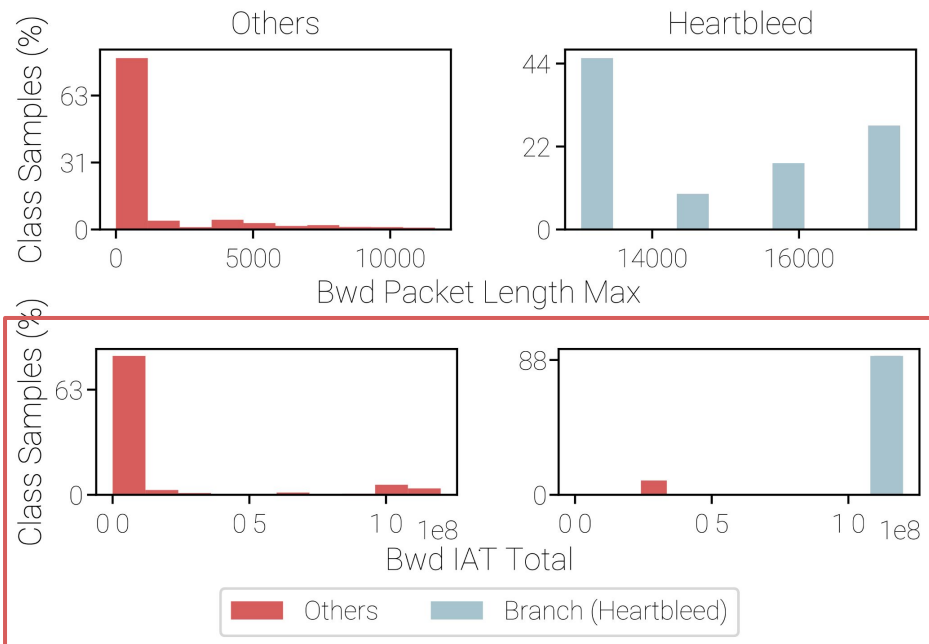 Others
Heartbleed
Class Samples (%)
63
31
0
44
22
0
0 5000 10000
14000 16000
Bwd Packet Length Max
Class Samples (%)
63
0
88
0
0 0 0 5 1 0 1e8
0 0 0 5 1 0 1e8
Bwd IAT Total
Others
Branch (Heartbleed)